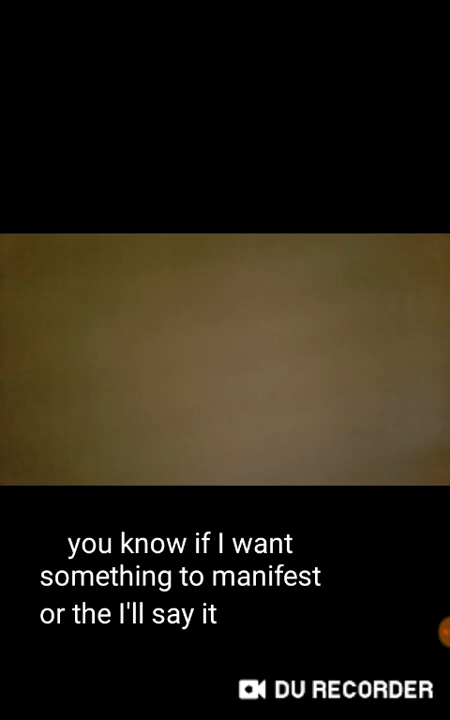 you know if I want
something to manifest
or the I'll say it
DU RECORDER